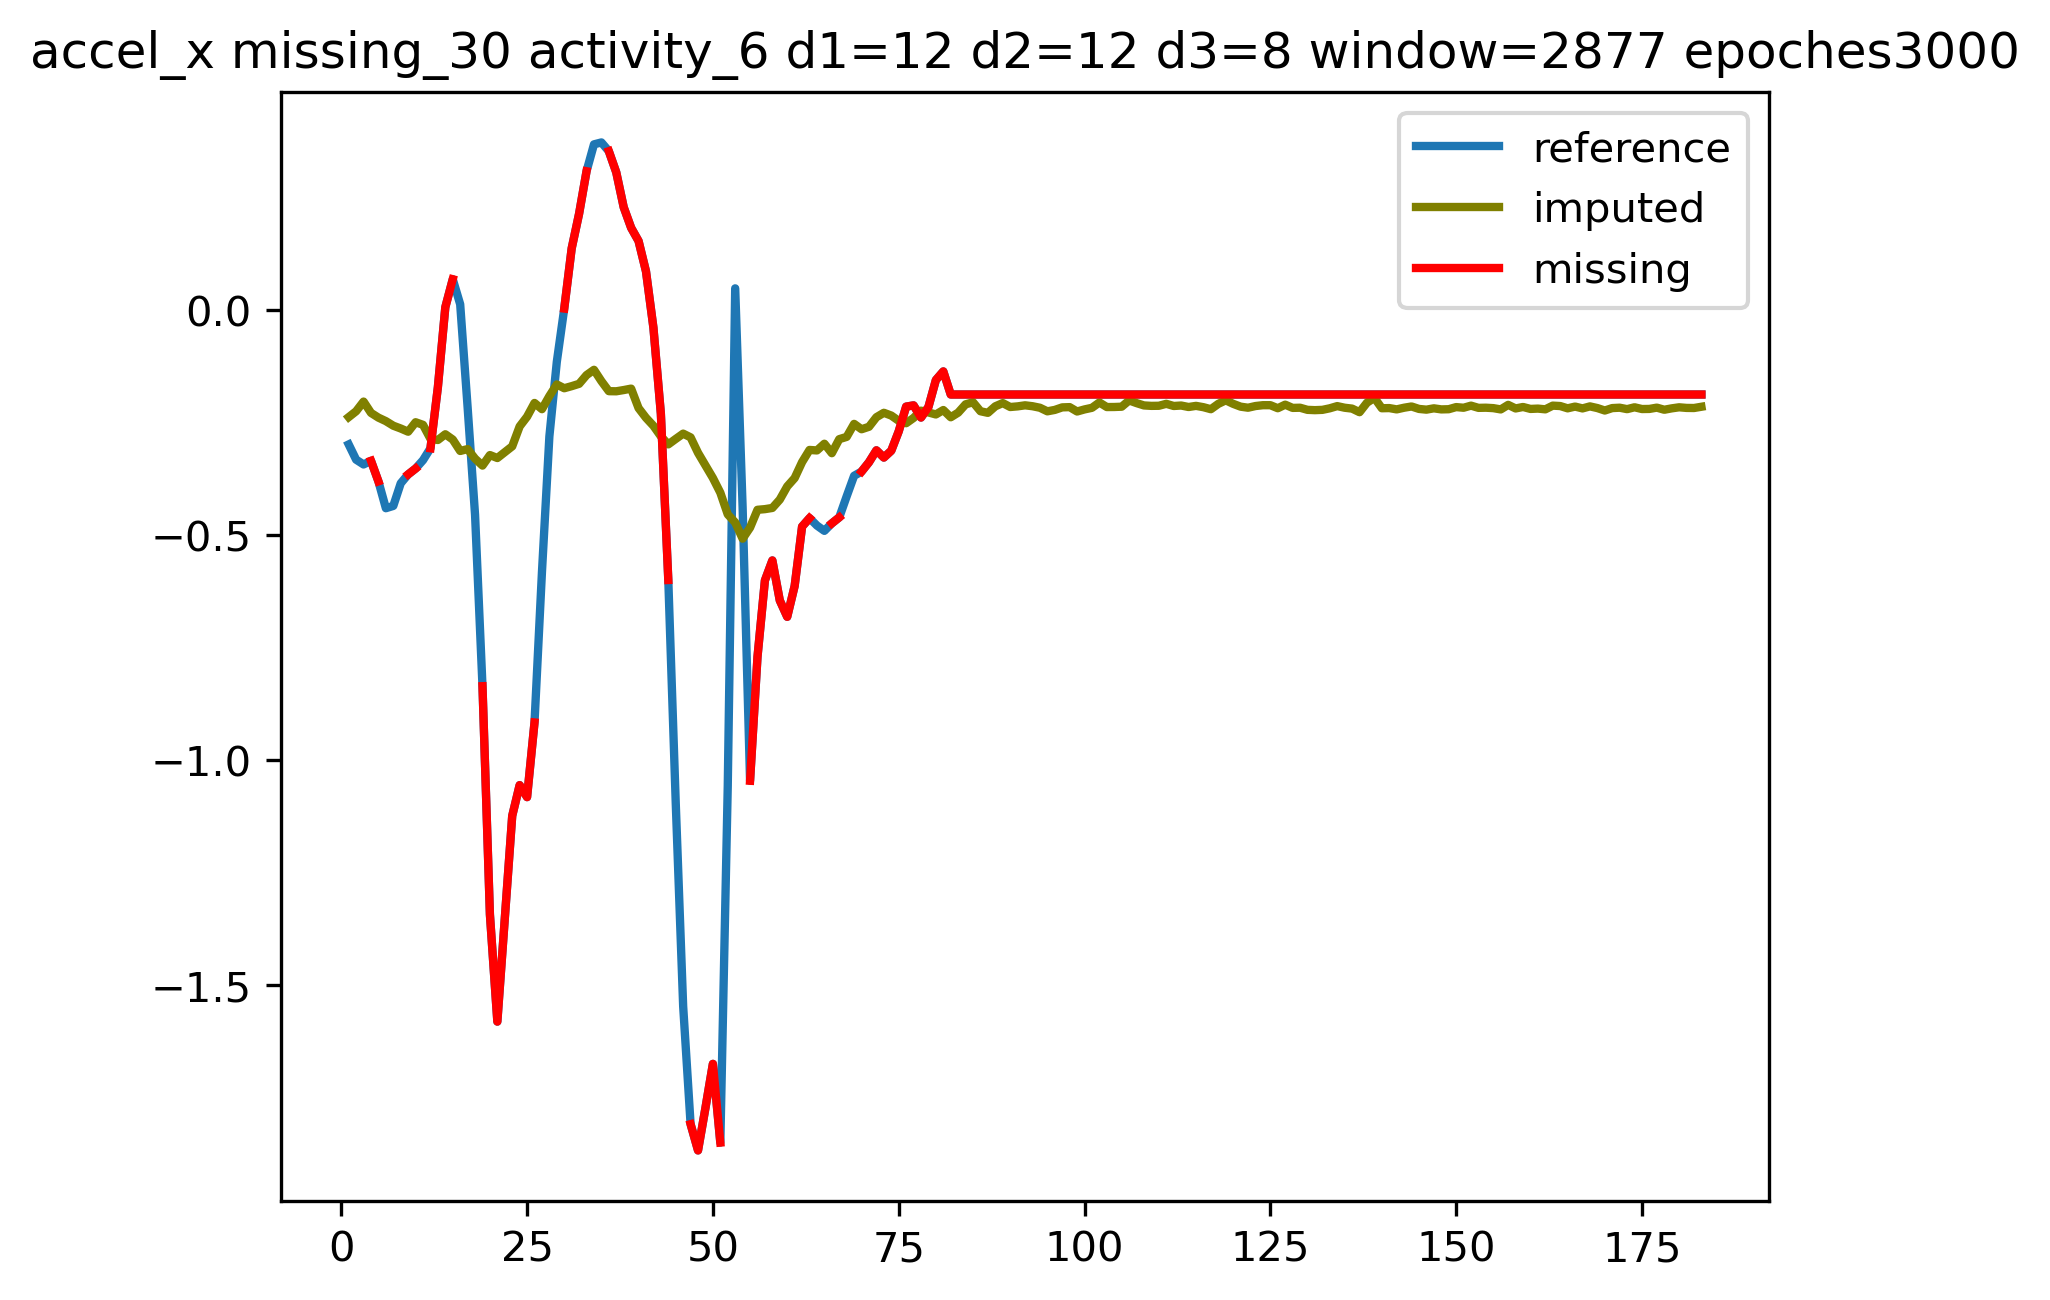 accel_x missing_30 activity_6 d1=12 d2=12 d3=8 window=2877 epoches3000
reference
imputed
missing
0.0
−0.5
−1.0
−1.5
0 25 50 75 100 125 150 175